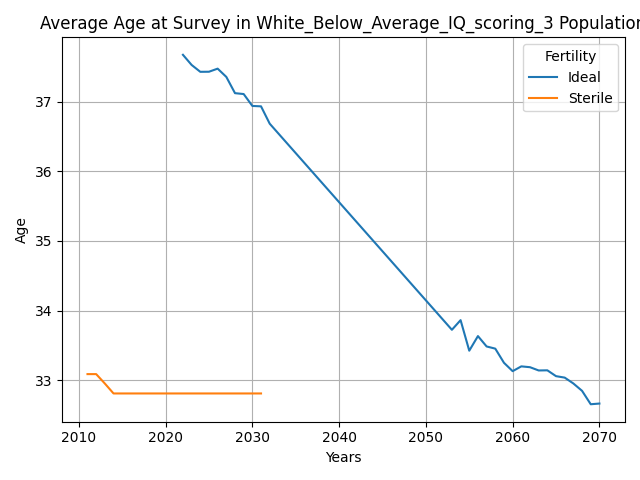 Average Age at Survey in White_Below_Average_IQ_scoring_3 Population
Fertility
Ideal
Sterile
37
36
35
34
33
Age
2010 2020 2030 2040 2050 2060 2070
Years